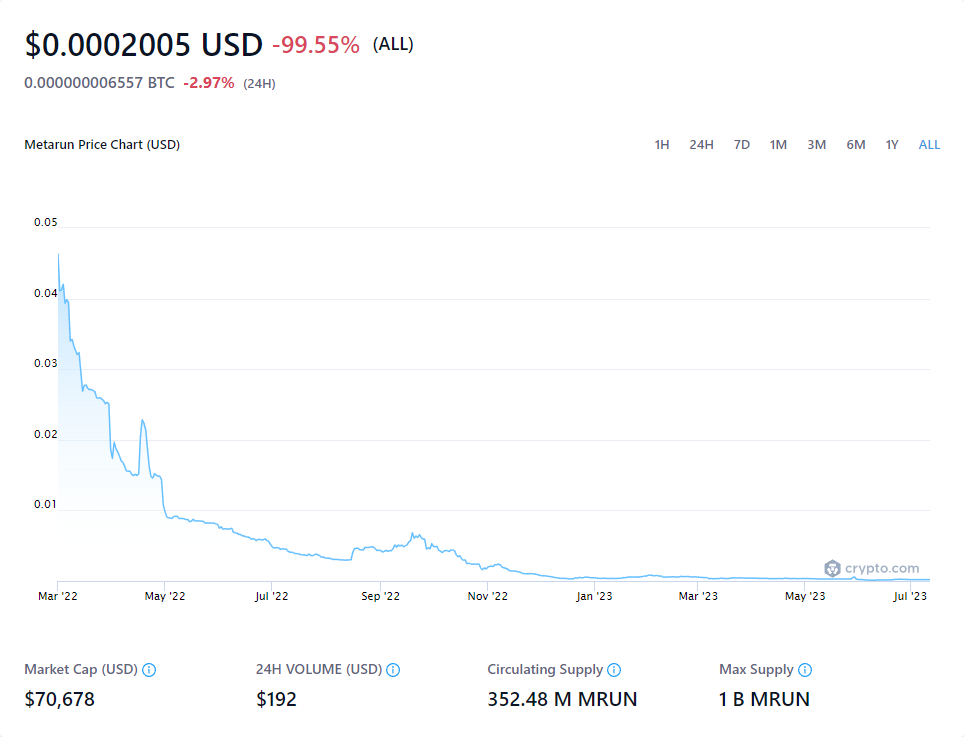 $0.0002005 USD -99.55% (ALL)
0.000000006557 BTC -2.97% (24H)
Metarun Price Chart (USD) 1H 24H 7D 1M 3M 6M 1Y ALL
0.05
0.04
0.03
0.02
0.01
crypto.com
Mar '22 May '22 Jul '22 Sep '22 Nov '22 Jan '23 Mar '23 May '23 Jul '23
Market Cap (USD) 24H VOLUME (USD) Circulating Supply Max Supply
$70,678 $192 352.48 M MRUN 1 B MRUN